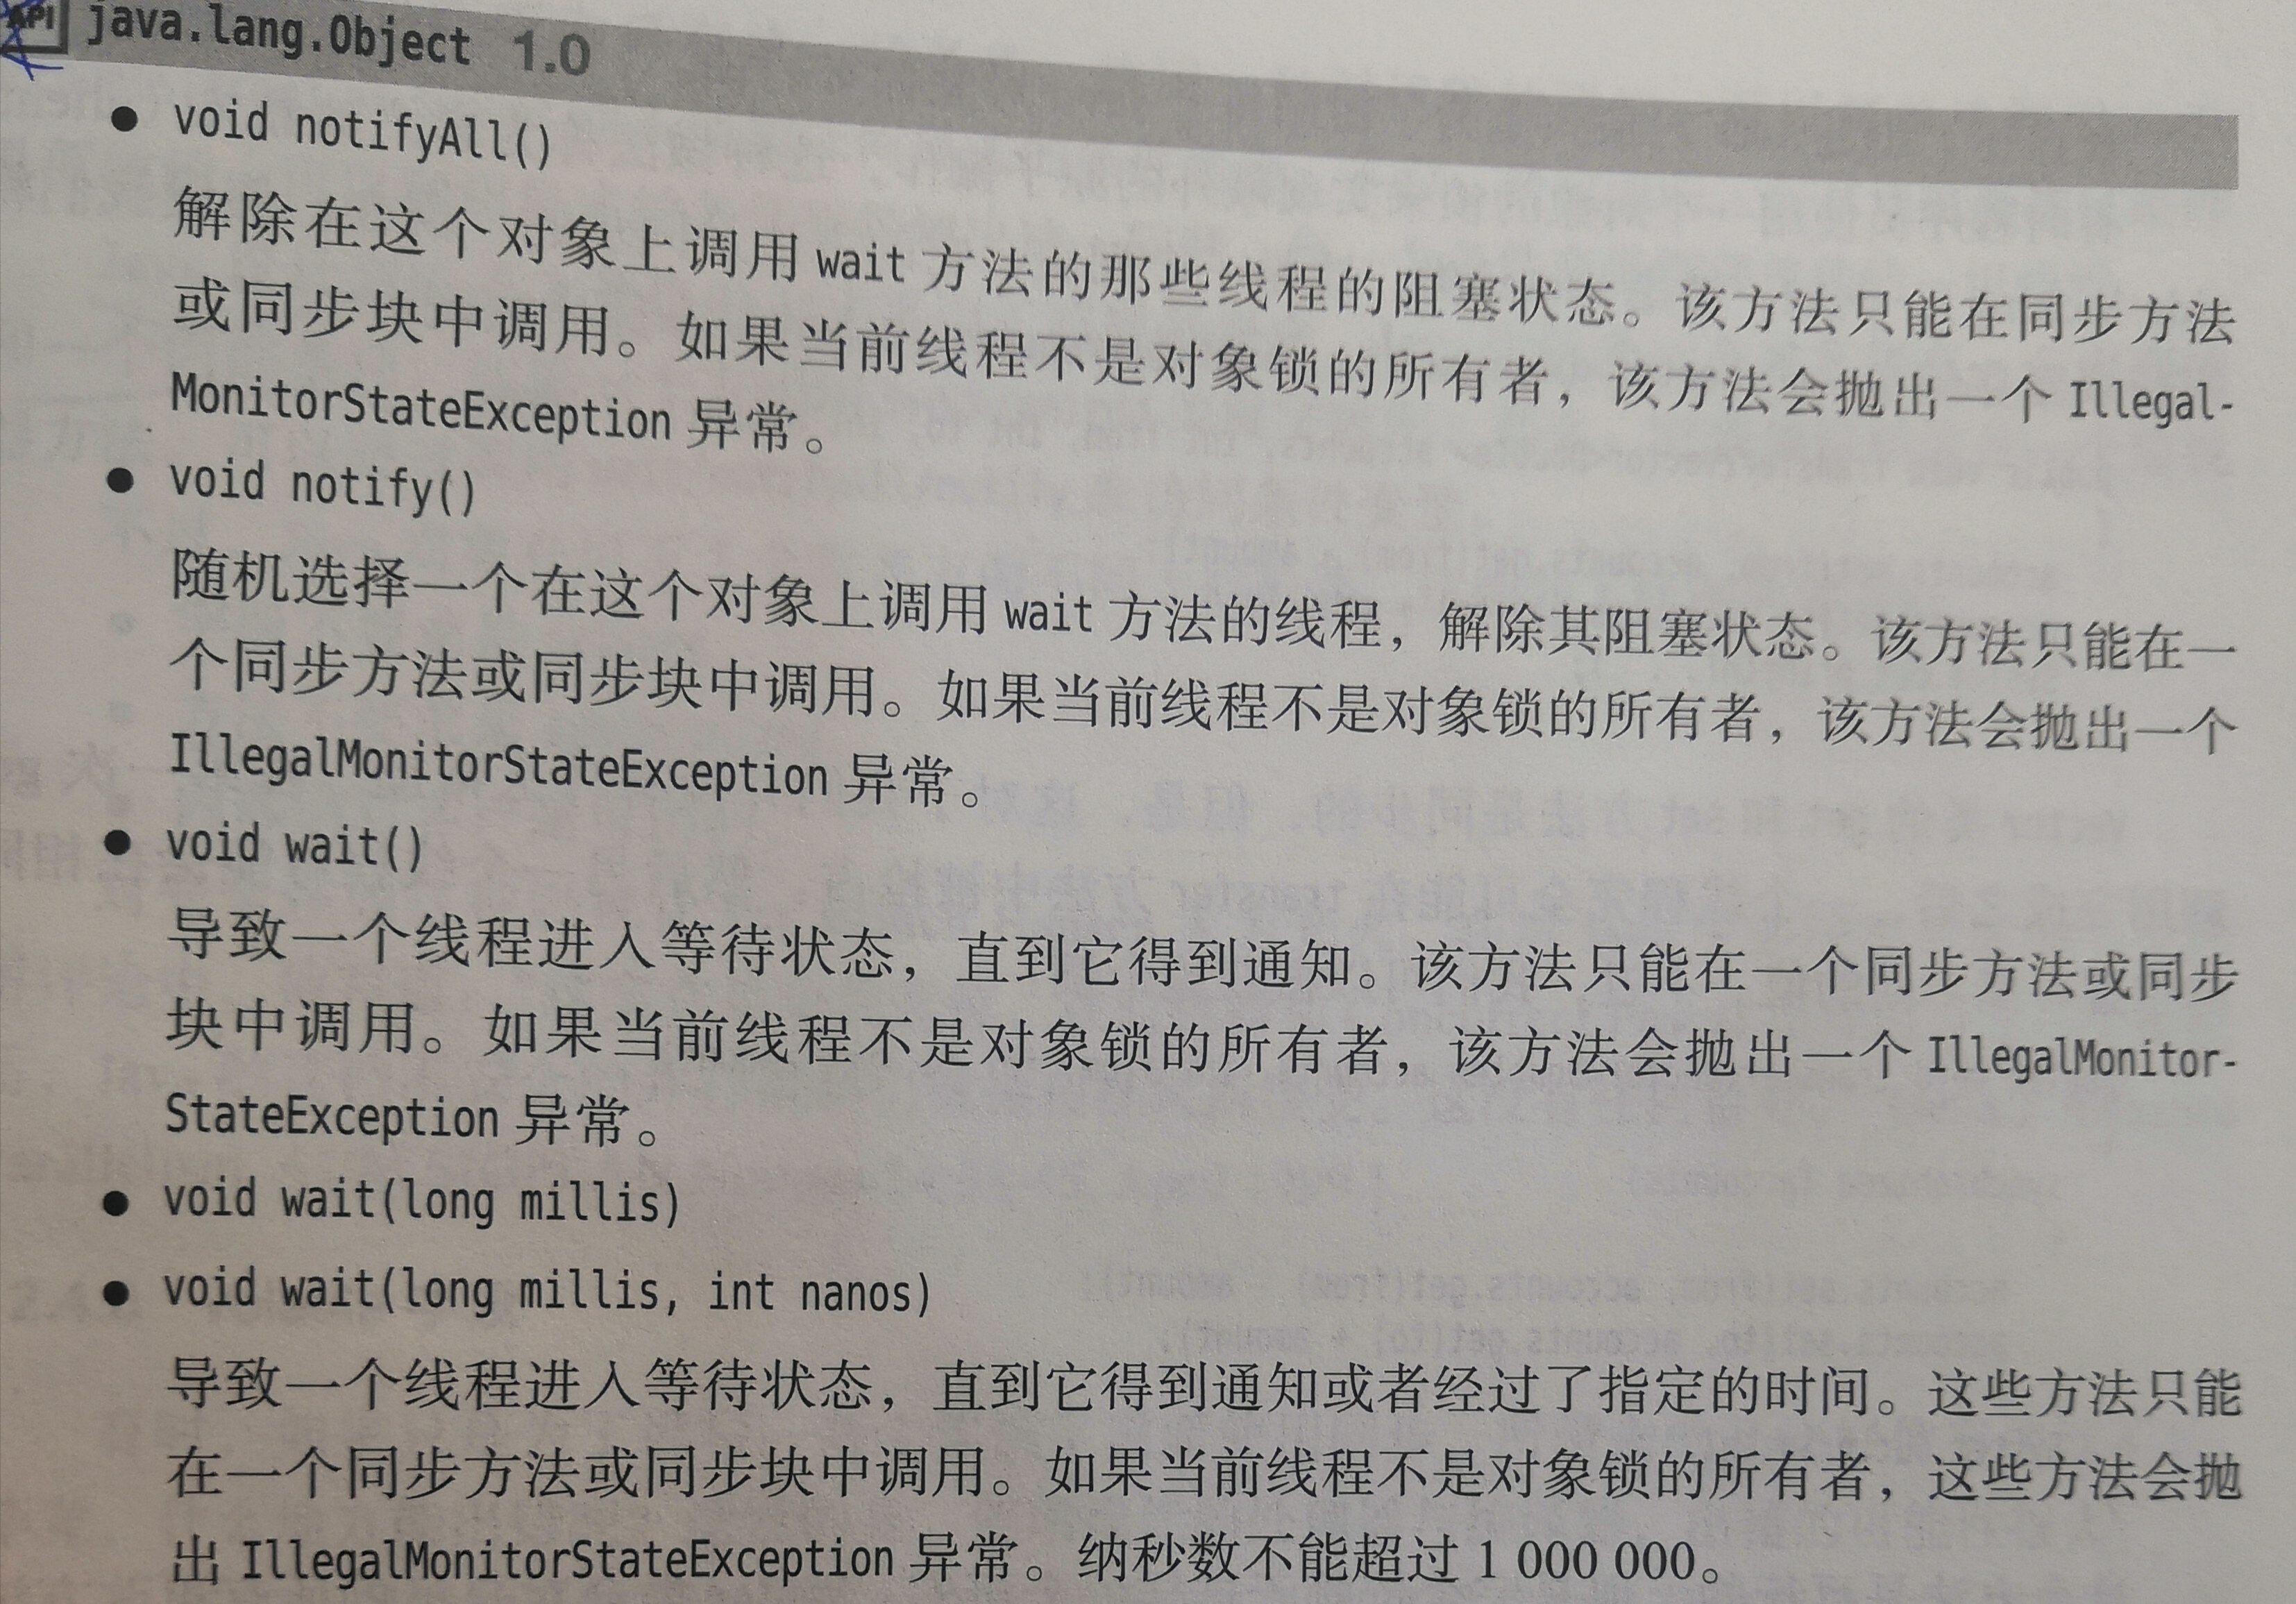 API java.lang.Object 1.0
• void notifyAll()
解除在这个对象上调用 wait 方法的那些线程的阻塞状态。该方法只能在同步方法
或同步块中调用。如果当前线程不是对象锁的所有者，该方法会抛出一个 Illegal-
MonitorStateException 异常。
• void notify()
随机选择一个在这个对象上调用 wait 方法的线程，解除其阻塞状态。该方法只能在一
个同步方法或同步块中调用。如果当前线程不是对象锁的所有者，该方法会抛出一个
IllegalMonitorStateException 异常。
• void wait()
导致一个线程进入等待状态，直到它得到通知。该方法只能在一个同步方法或同步
块中调用。如果当前线程不是对象锁的所有者，该方法会抛出一个 IllegalMonitor-
StateException 异常。
• void wait(long millis)
• void wait(long millis, int nanos)
导致一个线程进入等待状态，直到它得到通知或者经过了指定的时间。这些方法只能
在一个同步方法或同步块中调用。如果当前线程不是对象锁的所有者，这些方法会抛
出 IllegalMonitorStateException 异常。纳秒数不能超过 1 000 000。